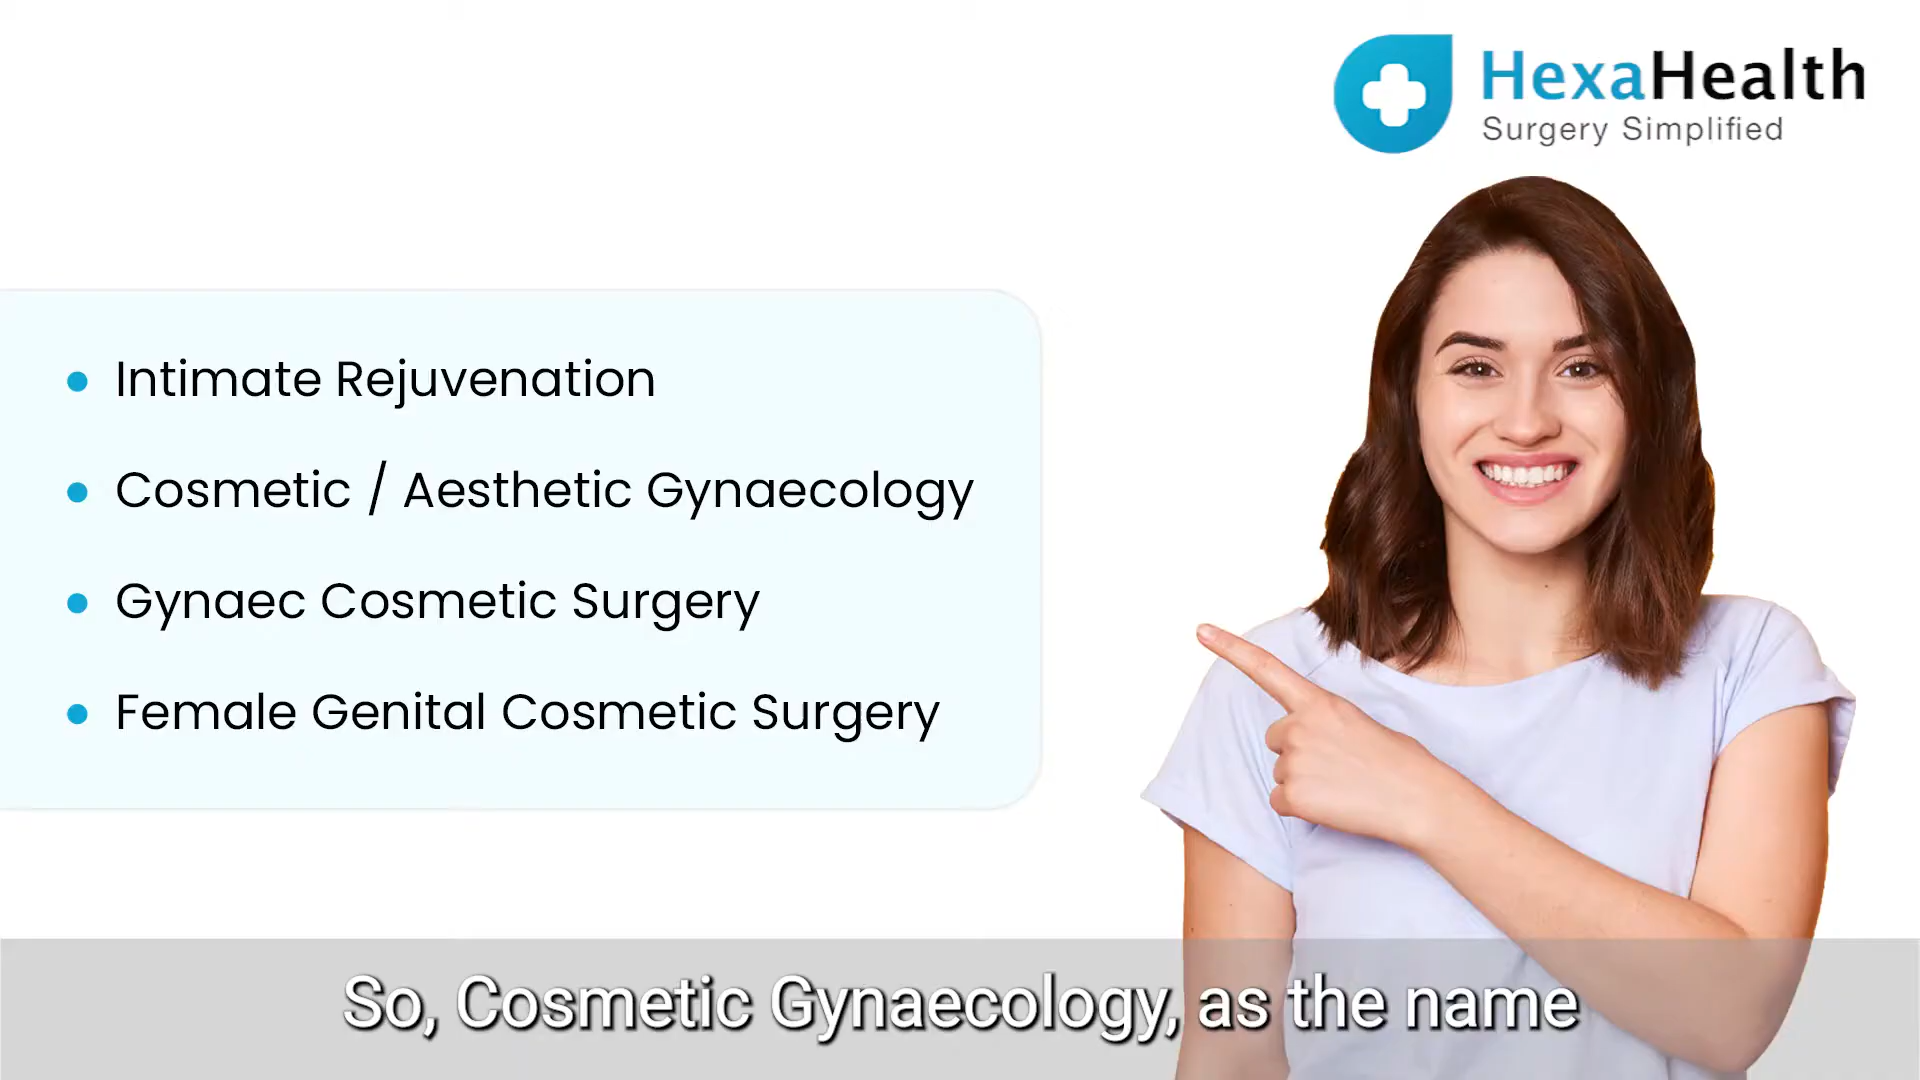 HexaHealth
Surgery Simplified
Intimate Rejuvenation
Cosmetic / Aesthetic Gynaecology
Gynaec Cosmetic Surgery
Female Genital Cosmetic Surgery
So, Cosmetic Gynaecology, as the name